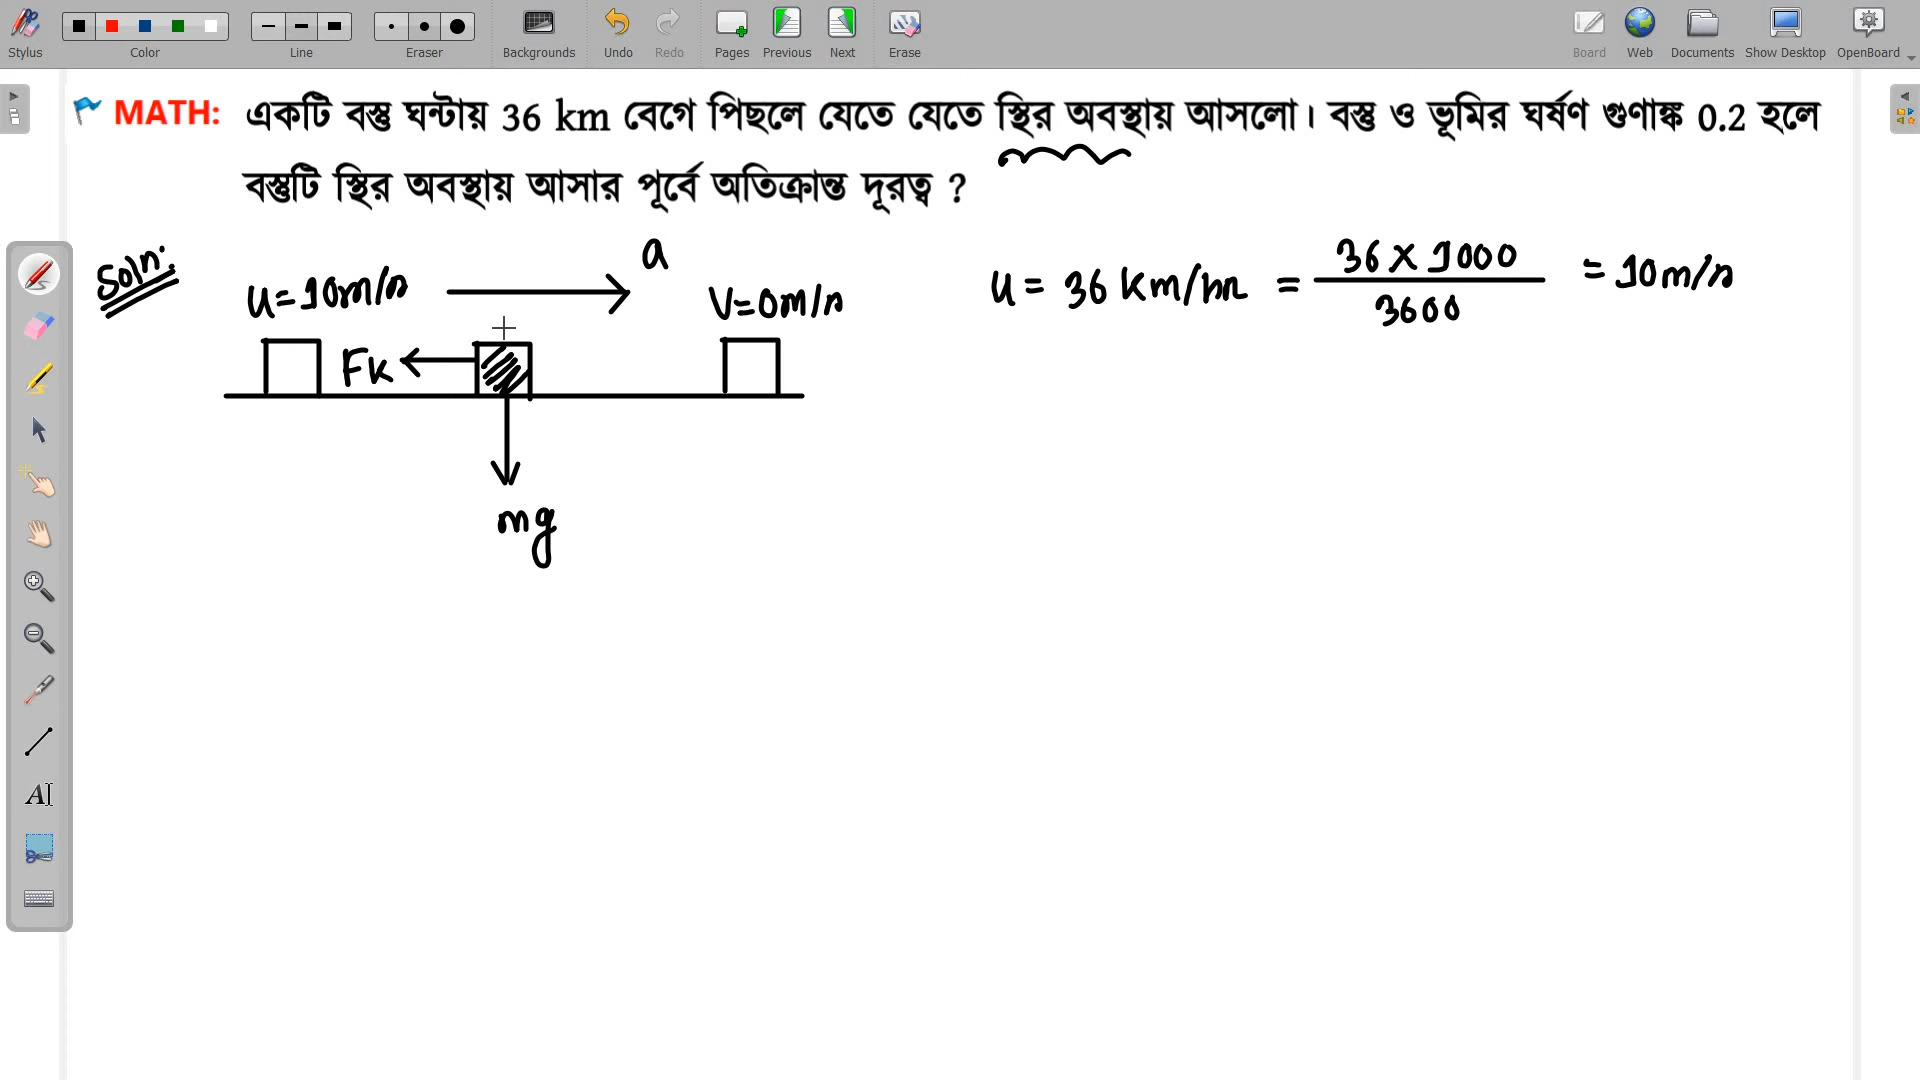 Stylus
Color
Line
Eraser
Backgrounds
Undo
Redo
Pages
Previous
Next
Erase
Board
Web
Documents
Show Desktop
OpenBoard
MATH: একটি বস্তু ঘন্টায় 36 km বেগে পিছলে যেতে যেতে স্থির অবস্থায় আসলো। বস্তু ও ভূমির ঘর্ষণ গুণাঙ্ক 0.2 হলে
বস্তুটি স্থির অবস্থায় আসার পূর্বে অতিক্রান্ত দূরত্ব ?
Soln:
u=10m/s
a
v=0m/s
Fk
mg
u = 36 km/hr = 36 x 1000 / 3600 = 10m/s